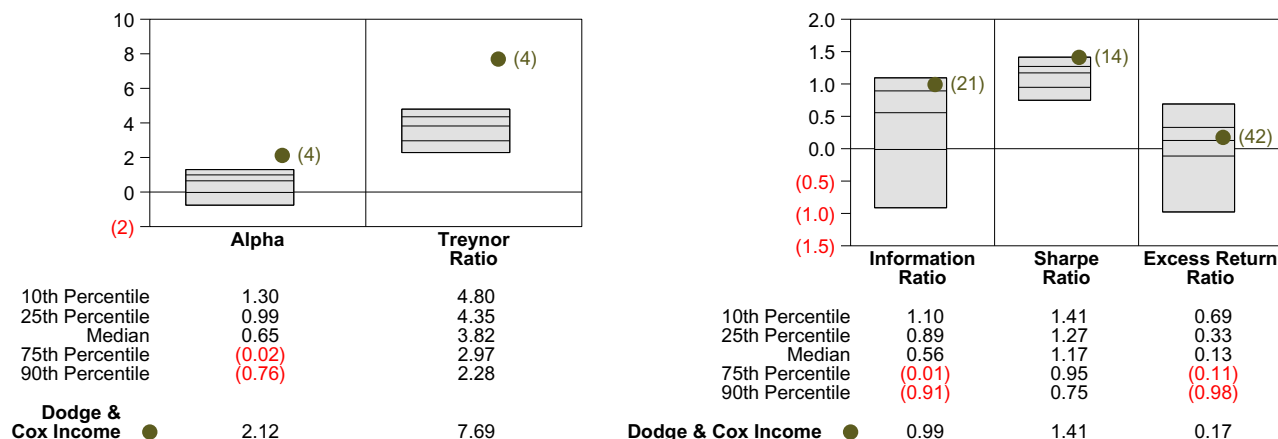 10
8
6
4
2
0
(2)
(4)
(4)
Alpha
Treynor
Ratio
10th Percentile 1.30 4.80
25th Percentile 0.99 4.35
Median 0.65 3.82
75th Percentile (0.02) 2.97
90th Percentile (0.76) 2.28
Dodge &
Cox Income 2.12 7.69
2.0
1.5
1.0
0.5
0.0
(0.5)
(1.0)
(1.5)
(21)
(14)
(42)
Information Sharpe Excess Return
Ratio Ratio Ratio
10th Percentile 1.10 1.41 0.69
25th Percentile 0.89 1.27 0.33
Median 0.56 1.17 0.13
75th Percentile (0.01) 0.95 (0.11)
90th Percentile (0.91) 0.75 (0.98)
Dodge & Cox Income 0.99 1.41 0.17